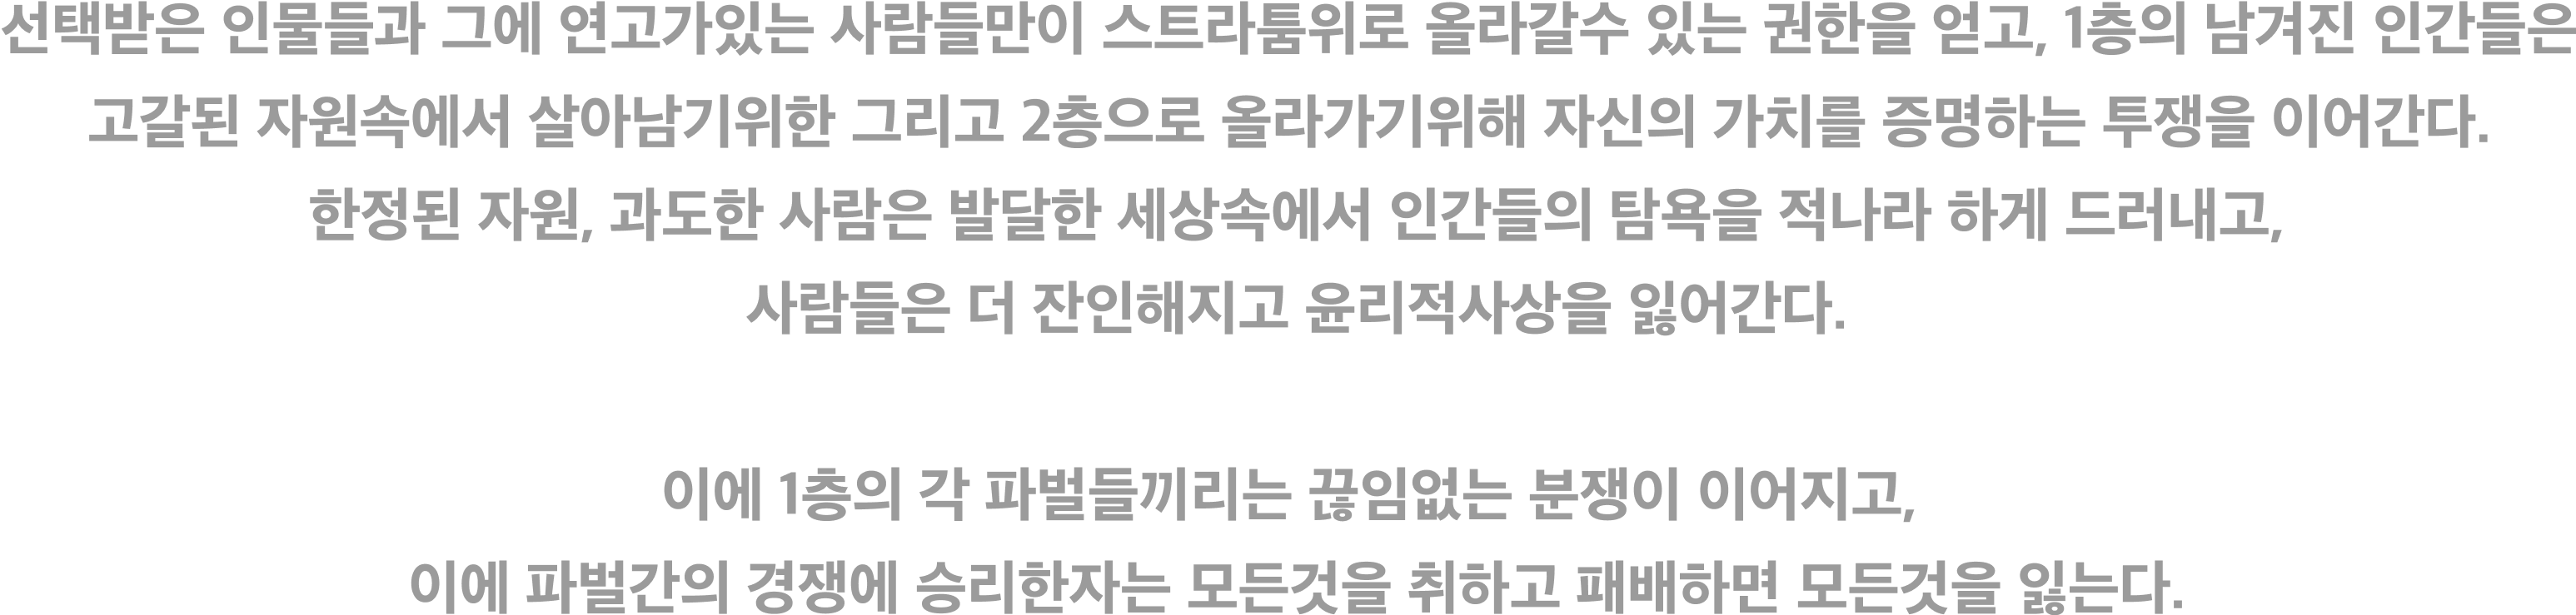 선택받은 인물들과 그에 연고가있는 사람들만이 스트라툼위로 올라갈수 있는 권한을 얻고, 1층의 남겨진 인간들은
고갈된 자원속에서 살아남기위한 그리고 2층으로 올라가기위해 자신의 가치를 증명하는 투쟁을 이어간다.
한정된 자원, 과도한 사람은 발달한 세상속에서 인간들의 탐욕을 적나라 하게 드러내고,
사람들은 더 잔인해지고 윤리적사상을 잃어간다.
이에 1층의 각 파벌들끼리는 끊임없는 분쟁이 이어지고,
이에 파벌간의 경쟁에 승리한자는 모든것을 취하고 패배하면 모든것을 잃는다.